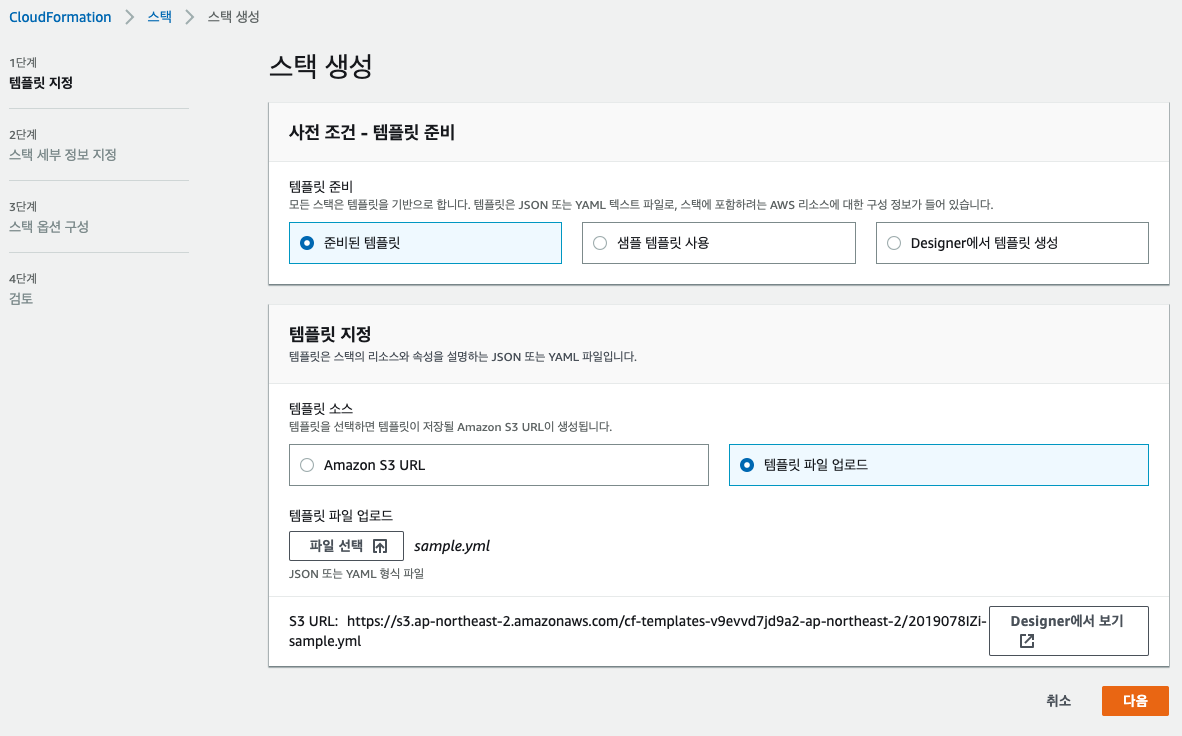 CloudFormation > 스택 > 스택 생성
1단계
템플릿 지정
2단계
스택 세부 정보 지정
3단계
스택 옵션 구성
4단계
검토
스택 생성
사전 조건 - 템플릿 준비
템플릿 준비
모든 스택은 템플릿을 기반으로 합니다. 템플릿은 JSON 또는 YAML 텍스트 파일로, 스택에 포함하려는 AWS 리소스에 대한 구성 정보가 들어 있습니다.
준비된 템플릿
샘플 템플릿 사용
Designer에서 템플릿 생성
템플릿 지정
템플릿은 스택의 리소스와 속성을 설명하는 JSON 또는 YAML 파일입니다.
템플릿 소스
템플릿을 선택하면 템플릿이 저장될 Amazon S3 URL이 생성됩니다.
Amazon S3 URL
템플릿 파일 업로드
템플릿 파일 업로드
파일 선택
sample.yml
JSON 또는 YAML 형식 파일
S3 URL: https://s3.ap-northeast-2.amazonaws.com/cf-templates-v9evvd7jd9a2-ap-northeast-2/2019078IZi-
sample.yml
Designer에서 보기
취소
다음